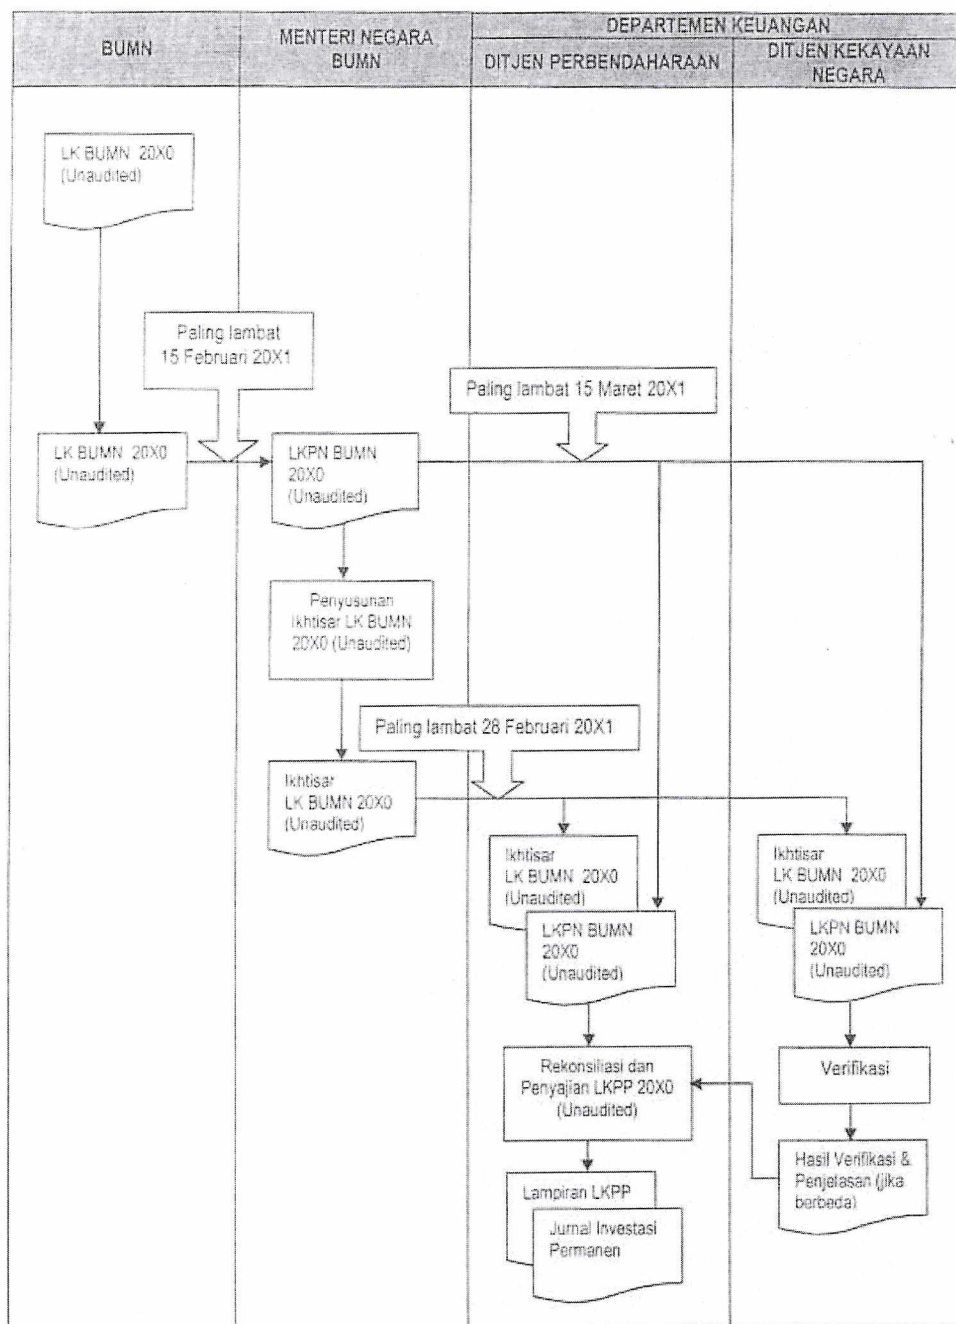 BUMN
MENTERI NEGARA
BUMN
DEPARTEMEN KEUANGAN
DITJEN PERBENDAHARAAN
DITJEN KEKAYAAN
NEGARA
LK BUMN 20X0
(Unaudited)
Paling lambat
15 Februari 20X1
Paling lambat 15 Maret 20X1
LK BUMN 20X0
(Unaudited)
LKPN BUMN
20X0
(Unaudited)
Penyusunan
Ikhtisar LK BUMN
20X0 (Unaudited)
Paling lambat 28 Februari 20X1
Ikhtisar
LK BUMN 20X0
(Unaudited)
Ikhtisar
LK BUMN 20X0
(Unaudited)
LKPN BUMN
20X0
(Unaudited)
Ikhtisar
LK BUMN 20X0
(Unaudited)
LKPN BUMN
20X0
(Unaudited)
Rekonsiliasi dan
Penyajian LKPP 20X0
(Unaudited)
Verifikasi
Hasil Verifikasi &
Penjelasan (jika
berbeda)
Lampiran LKPP
Jurnal Investasi
Permanen